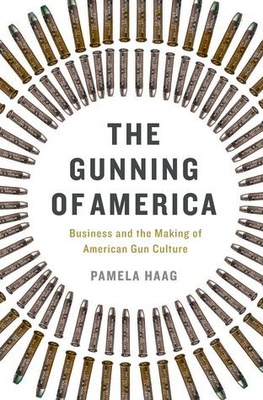 THE
GUNNING
OF AMERICA
Business and the Making of
American Gun Culture
PAMELA HAAG